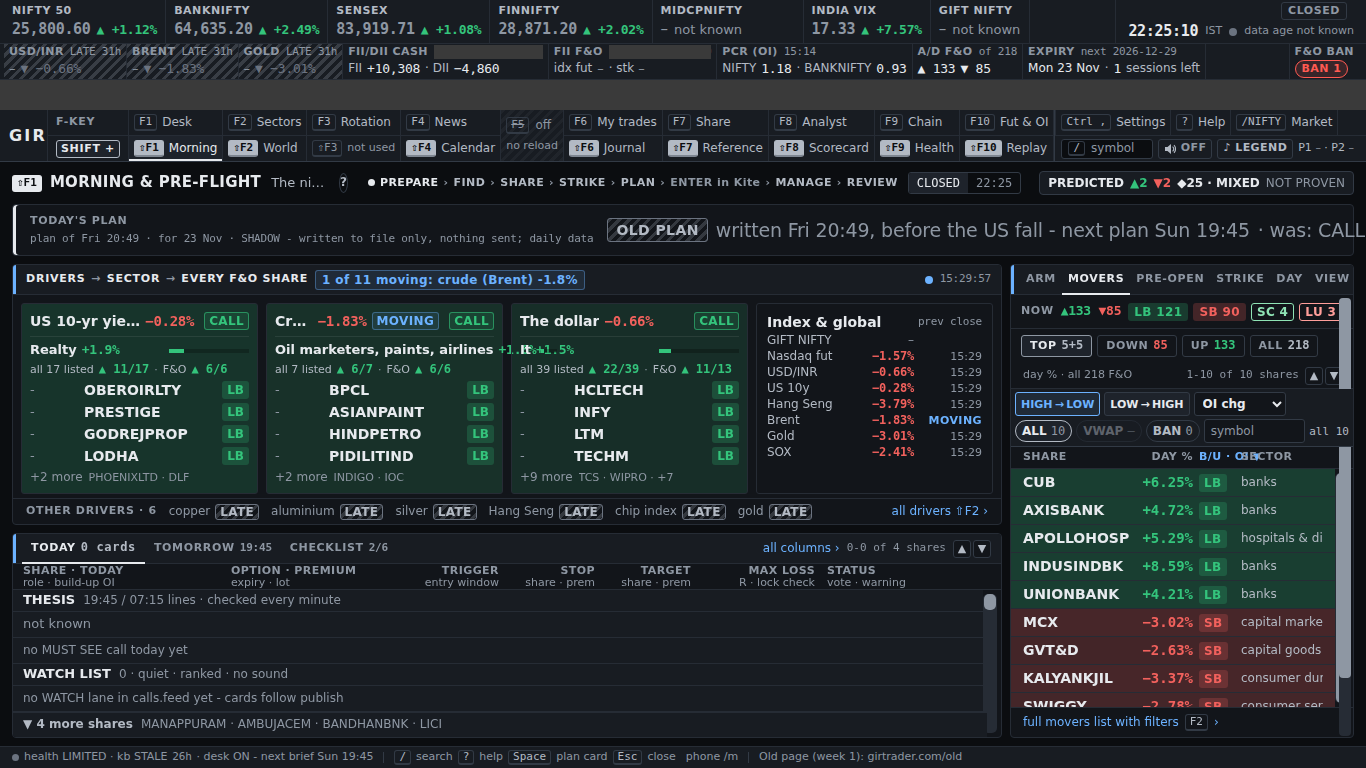 NIFTY 50 BANKNIFTY SENSEX FINNIFTY MIDCPNIFTY INDIA VIX GIFT NIFTY CLOSED
25,800.60 ▲ +1.12% 64,635.20 ▲ +2.49% 83,919.71 ▲ +1.08% 28,871.20 ▲ +2.02% – not known 17.33 ▲ +7.57% – not known 22:25:10 IST data age not known
USD/INR LATE 31h BRENT LATE 31h GOLD LATE 31h FII/DII CASH FII F&O PCR (OI) 15:14 A/D F&O of 218 EXPIRY next 2026-12-29 F&O BAN
– ▼ −0.66% – ▼ −1.83% – ▼ −3.01% FII +10,308 · DII −4,860 idx fut – · stk – NIFTY 1.18 · BANKNIFTY 0.93 ▲ 133 ▼ 85 Mon 23 Nov · 1 sessions left BAN 1
GIR F-KEY F1 Desk F2 Sectors F3 Rotation F4 News F5 off F6 My trades F7 Share F8 Analyst F9 Chain F10 Fut & OI Ctrl , Settings ? Help /NIFTY Market
SHIFT + ⇧F1 Morning ⇧F2 World ⇧F3 not used ⇧F4 Calendar no reload ⇧F6 Journal ⇧F7 Reference ⇧F8 Scorecard ⇧F9 Health ⇧F10 Replay / symbol OFF ♪ LEGEND P1 – · P2 –
⇧F1 MORNING & PRE-FLIGHT The ni... ? PREPARE › FIND › SHARE › STRIKE › PLAN › ENTER in Kite › MANAGE › REVIEW CLOSED 22:25 PREDICTED ▲2 ▼2 ◆25 · MIXED NOT PROVEN
TODAY'S PLAN
plan of Fri 20:49 · for 23 Nov · SHADOW - written to file only, nothing sent; daily data OLD PLAN written Fri 20:49, before the US fall - next plan Sun 19:45 · was: CALL
DRIVERS → SECTOR → EVERY F&O SHARE 1 of 11 moving: crude (Brent) -1.8% 15:29:57
US 10-yr yie... −0.28% CALL
Realty +1.9%
all 17 listed ▲ 11/17 · F&O ▲ 6/6
- OBEROIRLTY LB
- PRESTIGE LB
- GODREJPROP LB
- LODHA LB
+2 more PHOENIXLTD · DLF
Cr... −1.83% MOVING CALL
Oil marketers, paints, airlines
all 7 listed ▲ 6/7 · F&O ▲ 6/6
- BPCL LB
- ASIANPAINT LB
- HINDPETRO LB
- PIDILITIND LB
+2 more INDIGO · IOC
The dollar −0.66% CALL
+1.5%
all 39 listed ▲ 22/39 · F&O ▲ 11/13
- HCLTECH LB
- INFY LB
- LTM LB
- TECHM LB
+9 more TCS · WIPRO · +7
Index & global prev close
GIFT NIFTY –
Nasdaq fut −1.57% 15:29
USD/INR −0.66% 15:29
US 10y −0.28% 15:29
Hang Seng −3.79% 15:29
Brent −1.83% MOVING
Gold −3.01% 15:29
SOX −2.41% 15:29
OTHER DRIVERS · 6 copper LATE aluminium LATE silver LATE Hang Seng LATE chip index LATE gold LATE all drivers ⇧F2 ›
TODAY 0 cards TOMORROW 19:45 CHECKLIST 2/6 all columns › 0-0 of 4 shares ▲ ▼
SHARE · TODAY OPTION · PREMIUM TRIGGER STOP TARGET MAX LOSS STATUS
role · build-up OI expiry · lot entry window share · prem share · prem R · lock check vote · warning
THESIS 19:45 / 07:15 lines · checked every minute
not known
no MUST SEE call today yet
WATCH LIST 0 · quiet · ranked · no sound
no WATCH lane in calls.feed yet - cards follow publish
▼ 4 more shares MANAPPURAM · AMBUJACEM · BANDHANBNK · LICI
ARM MOVERS PRE-OPEN STRIKE DAY VIEW
NOW ▲133 ▼85 LB 121 SB 90 SC 4 LU 3
TOP 5+5 DOWN 85 UP 133 ALL 218
day % · all 218 F&O 1-10 of 10 shares ▲ ▼
HIGH→LOW LOW→HIGH OI chg
ALL 10 VWAP – BAN 0 symbol all 10
SHARE DAY % B/U ·
CUB +6.25% LB banks
AXISBANK +4.72% LB banks
APOLLOHOSP +5.29% LB hospitals & di
INDUSINDBK +8.59% LB banks
UNIONBANK +4.21% LB banks
MCX −3.02% SB capital marke
GVT&D −2.63% SB capital goods
KALYANKJIL −3.37% SB consumer dur
SWIGGY −2.78% SB consumer ser
full movers list with filters F2 ›
health LIMITED · kb STALE 26h · desk ON - next brief Sun 19:45 / search ? help Space plan card Esc close phone /m Old page (week 1): girtrader.com/old